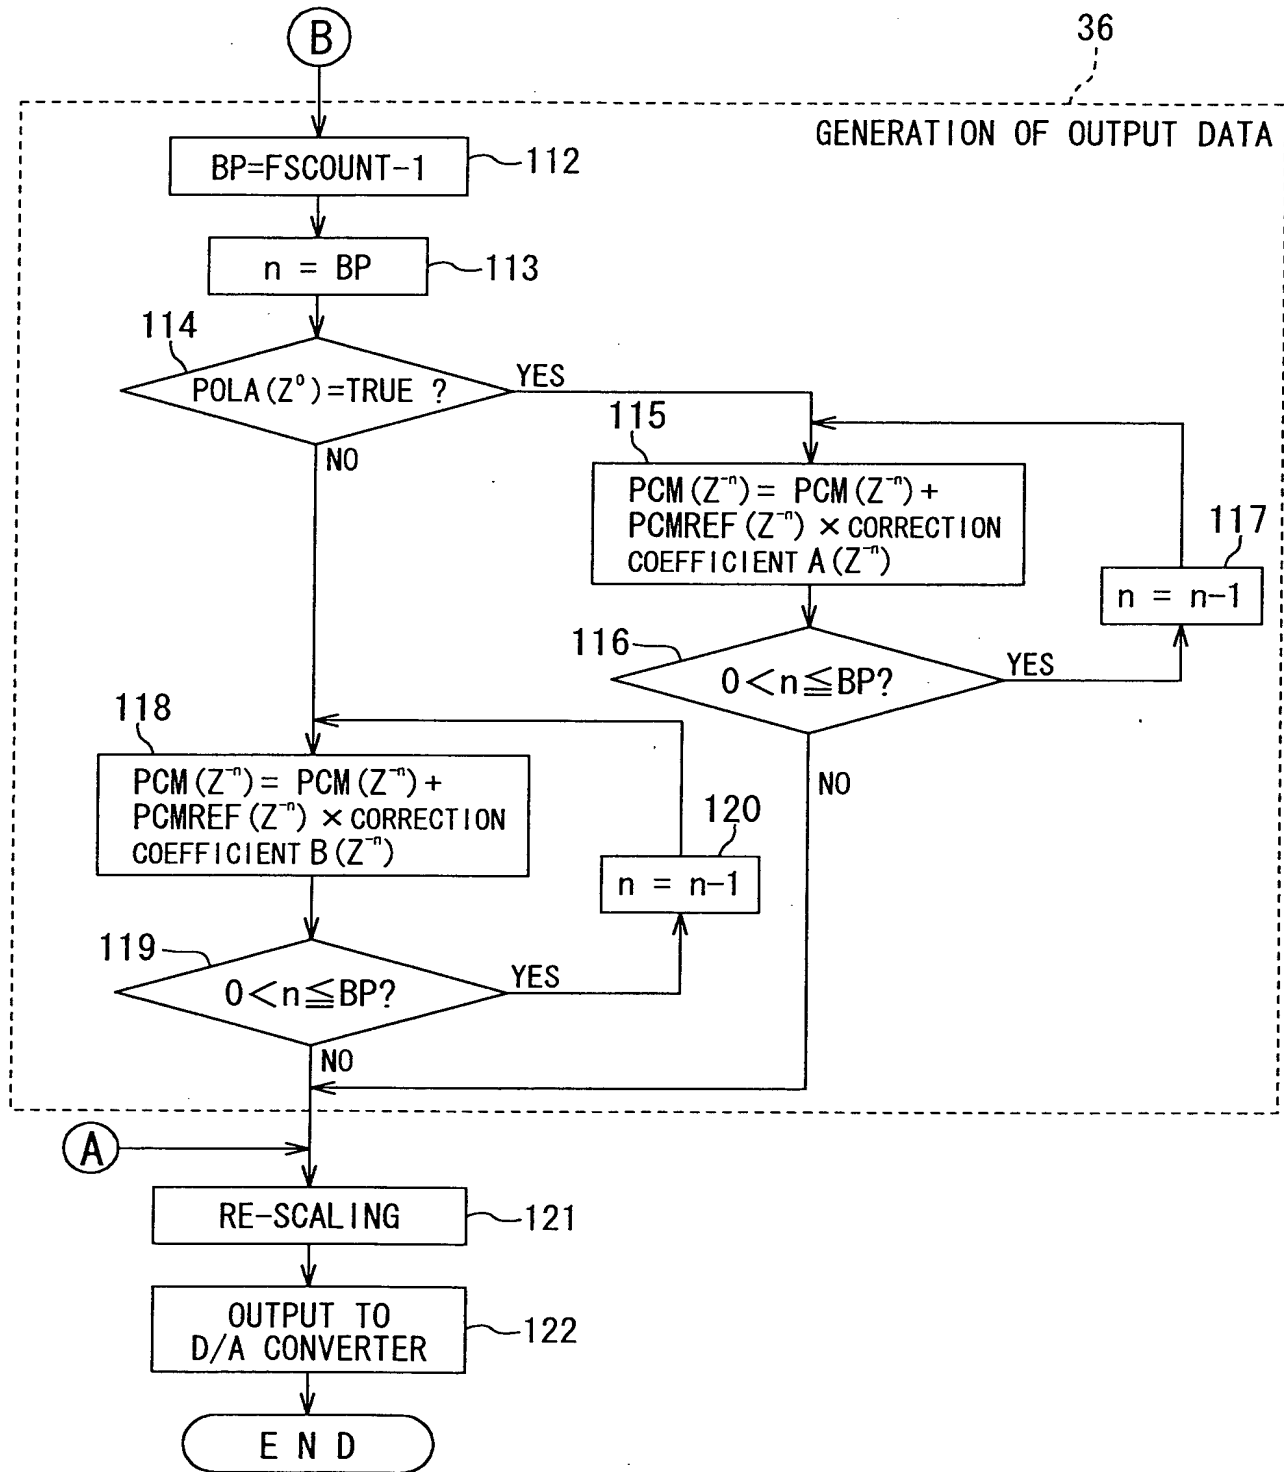 B
36
GENERATION OF OUTPUT DATA
BP=FSCOUNT-1
112
n = BP
113
114
POLA(Z⁰)=TRUE ?
YES
NO
115
PCM(Z⁻ⁿ)= PCM(Z⁻ⁿ)+
PCMREF(Z⁻ⁿ)×CORRECTION
COEFFICIENT A(Z⁻ⁿ)
117
n = n-1
116
0<n≦BP?
YES
NO
118
PCM(Z⁻ⁿ)= PCM(Z⁻ⁿ)+
PCMREF(Z⁻ⁿ)×CORRECTION
COEFFICIENT B(Z⁻ⁿ)
120
n = n-1
119
0<n≦BP?
YES
NO
A
RE-SCALING
121
OUTPUT TO
D/A CONVERTER
122
END